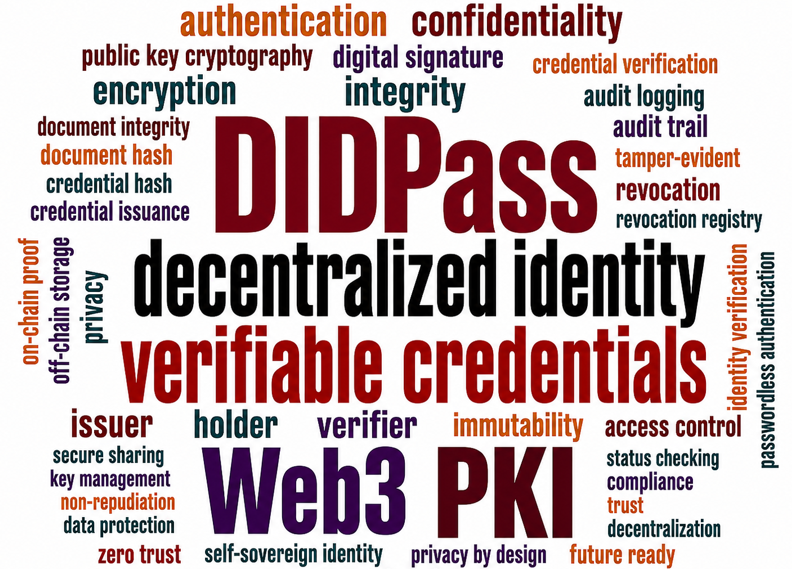 authentication confidentiality
public key cryptography digital signature credential verification
encryption integrity audit logging
document integrity audit trail
document hash tamper-evident
credential hash revocation
credential issuance revocation registry
DIDPass
on-chain proof
off-chain storage
privacy
decentralized identity
verifiable credentials
identity verification
passwordless authentication
issuer holder verifier immutability access control
secure sharing status checking
key management compliance
non-repudiation trust
data protection decentralization
Web3 PKI
zero trust self-sovereign identity privacy by design future ready